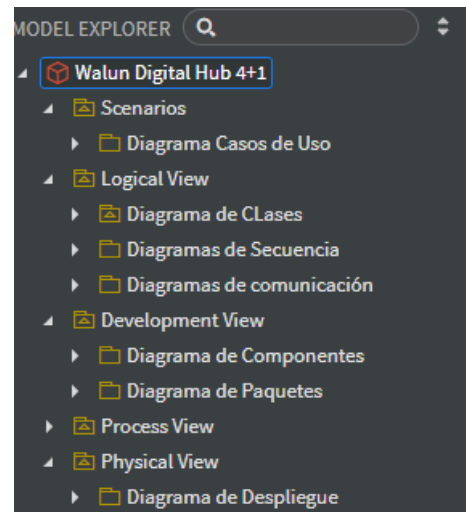 MODEL EXPLORER
Walun Digital Hub 4+1
Scenarios
Diagrama Casos de Uso
Logical View
Diagrama de CLases
Diagramas de Secuencia
Diagramas de comunicación
Development View
Diagrama de Componentes
Diagrama de Paquetes
Process View
Physical View
Diagrama de Despliegue